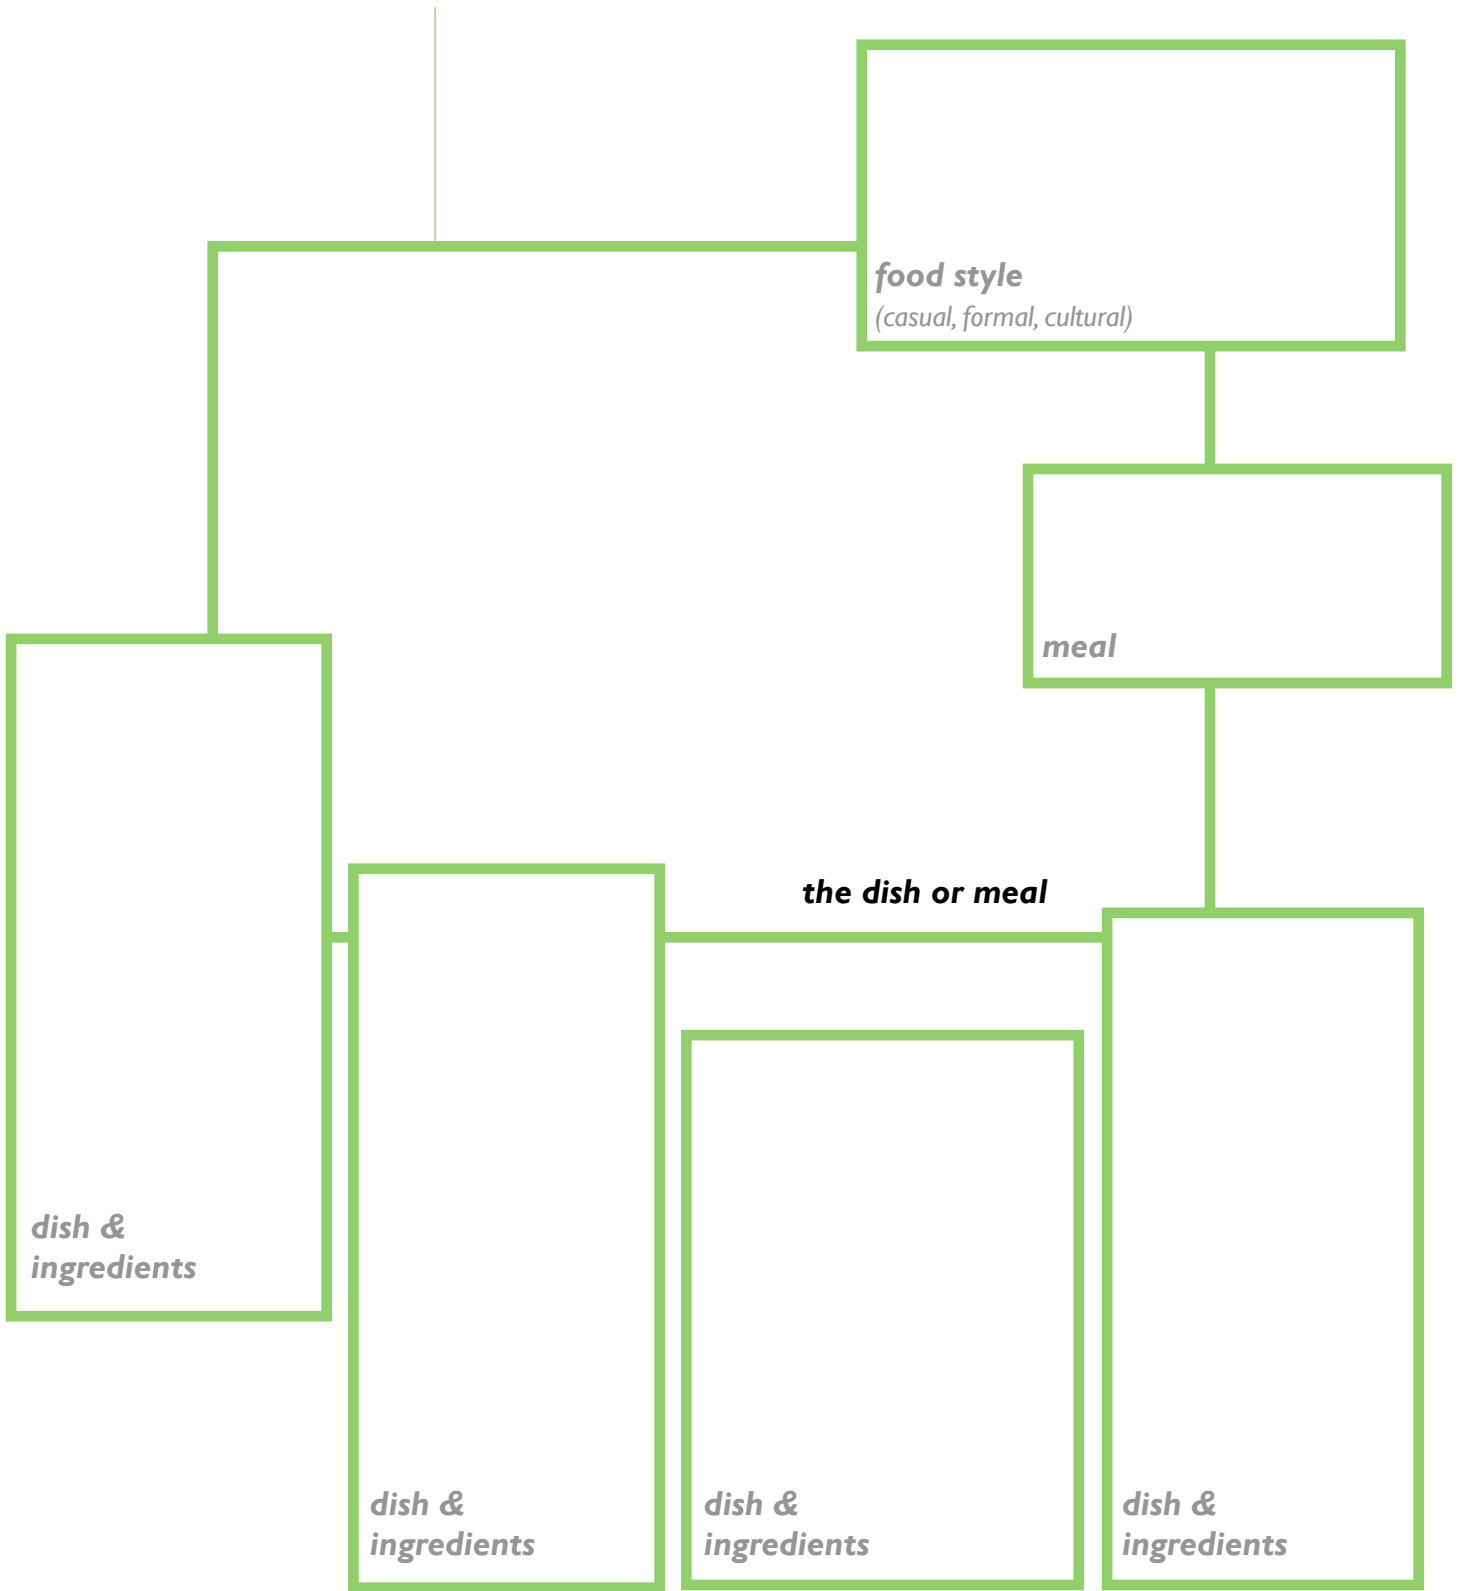 food style
(casual, formal, cultural)
meal
the dish or meal
dish &
ingredients
dish &
ingredients
dish &
ingredients
dish &
ingredients